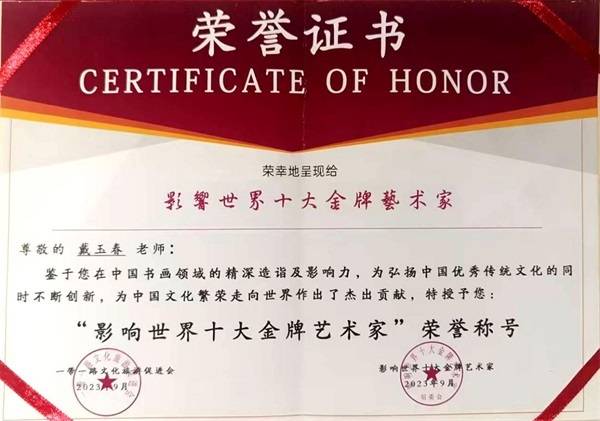 荣誉证书
CERTIFICATE OF HONOR
荣幸地呈现给
影響世界十大金牌藝术家
尊敬的 戴玉春 老师：
鉴于您在中国书画领域的精深造诣及影响力，为弘扬中国优秀传统文化的同
时不断创新，为中国文化繁荣走向世界作出了杰出贡献，特授予您：
“影响世界十大金牌艺术家”荣誉称号
一带一路文化旅游促进会
2023年9月
影响世界十大金牌艺术家
2023年9月
组委会